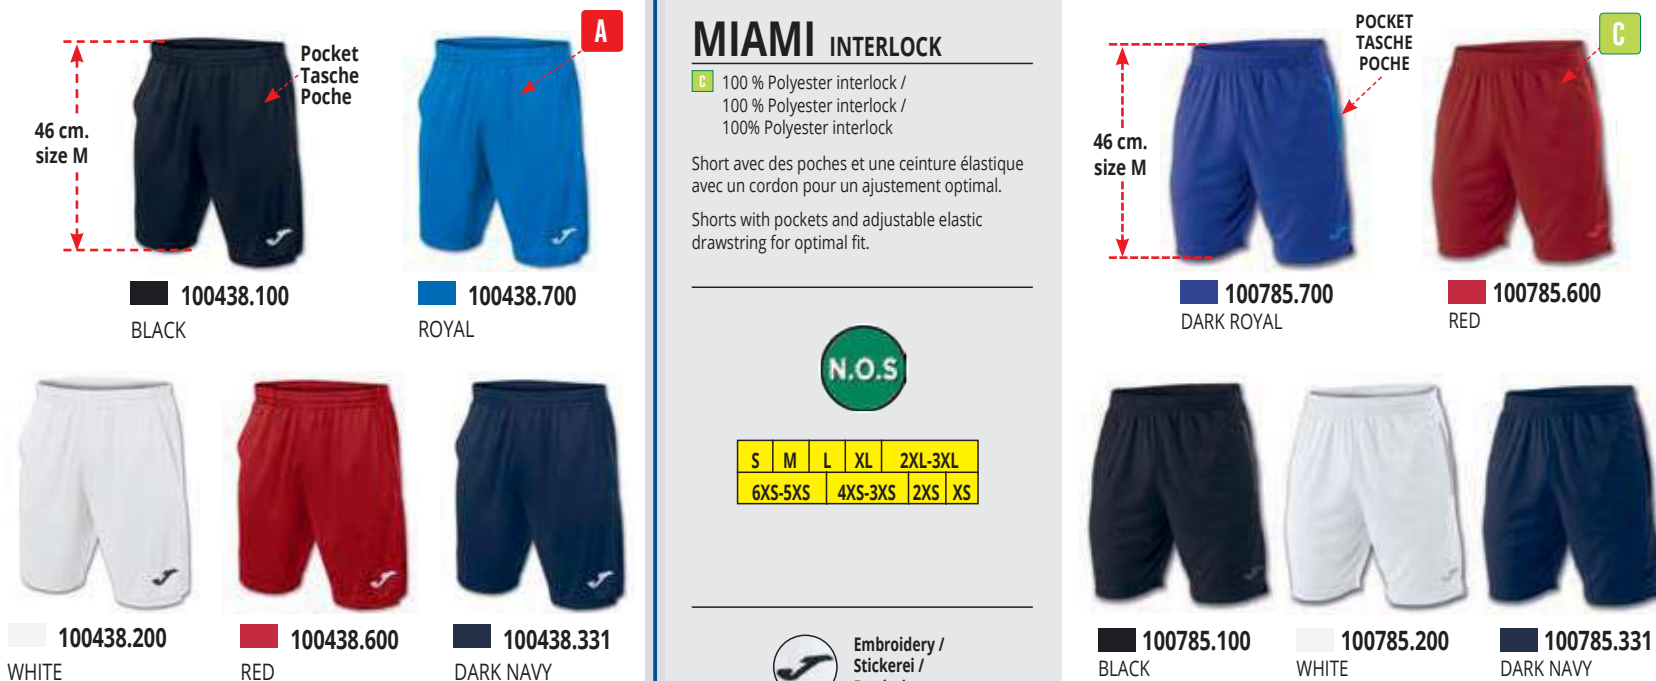 A
Pocket
Tasche
Poche
46 cm.
size M
100438.100
BLACK
100438.700
ROYAL
100438.200
WHITE
100438.600
RED
100438.331
DARK NAVY
MIAMI INTERLOCK
C 100 % Polyester interlock /
100 % Polyester interlock /
100% Polyester interlock
Short avec des poches et une ceinture élastique
avec un cordon pour un ajustement optimal.
Shorts with pockets and adjustable elastic
drawstring for optimal fit.
N.O.S
S M L XL 2XL-3XL
6XS-5XS 4XS-3XS 2XS XS
Embroidery /
Stickerei /
POCKET
TASCHE
POCHE
C
46 cm.
size M
100785.700
DARK ROYAL
100785.600
RED
100785.100
BLACK
100785.200
WHITE
100785.331
DARK NAVY